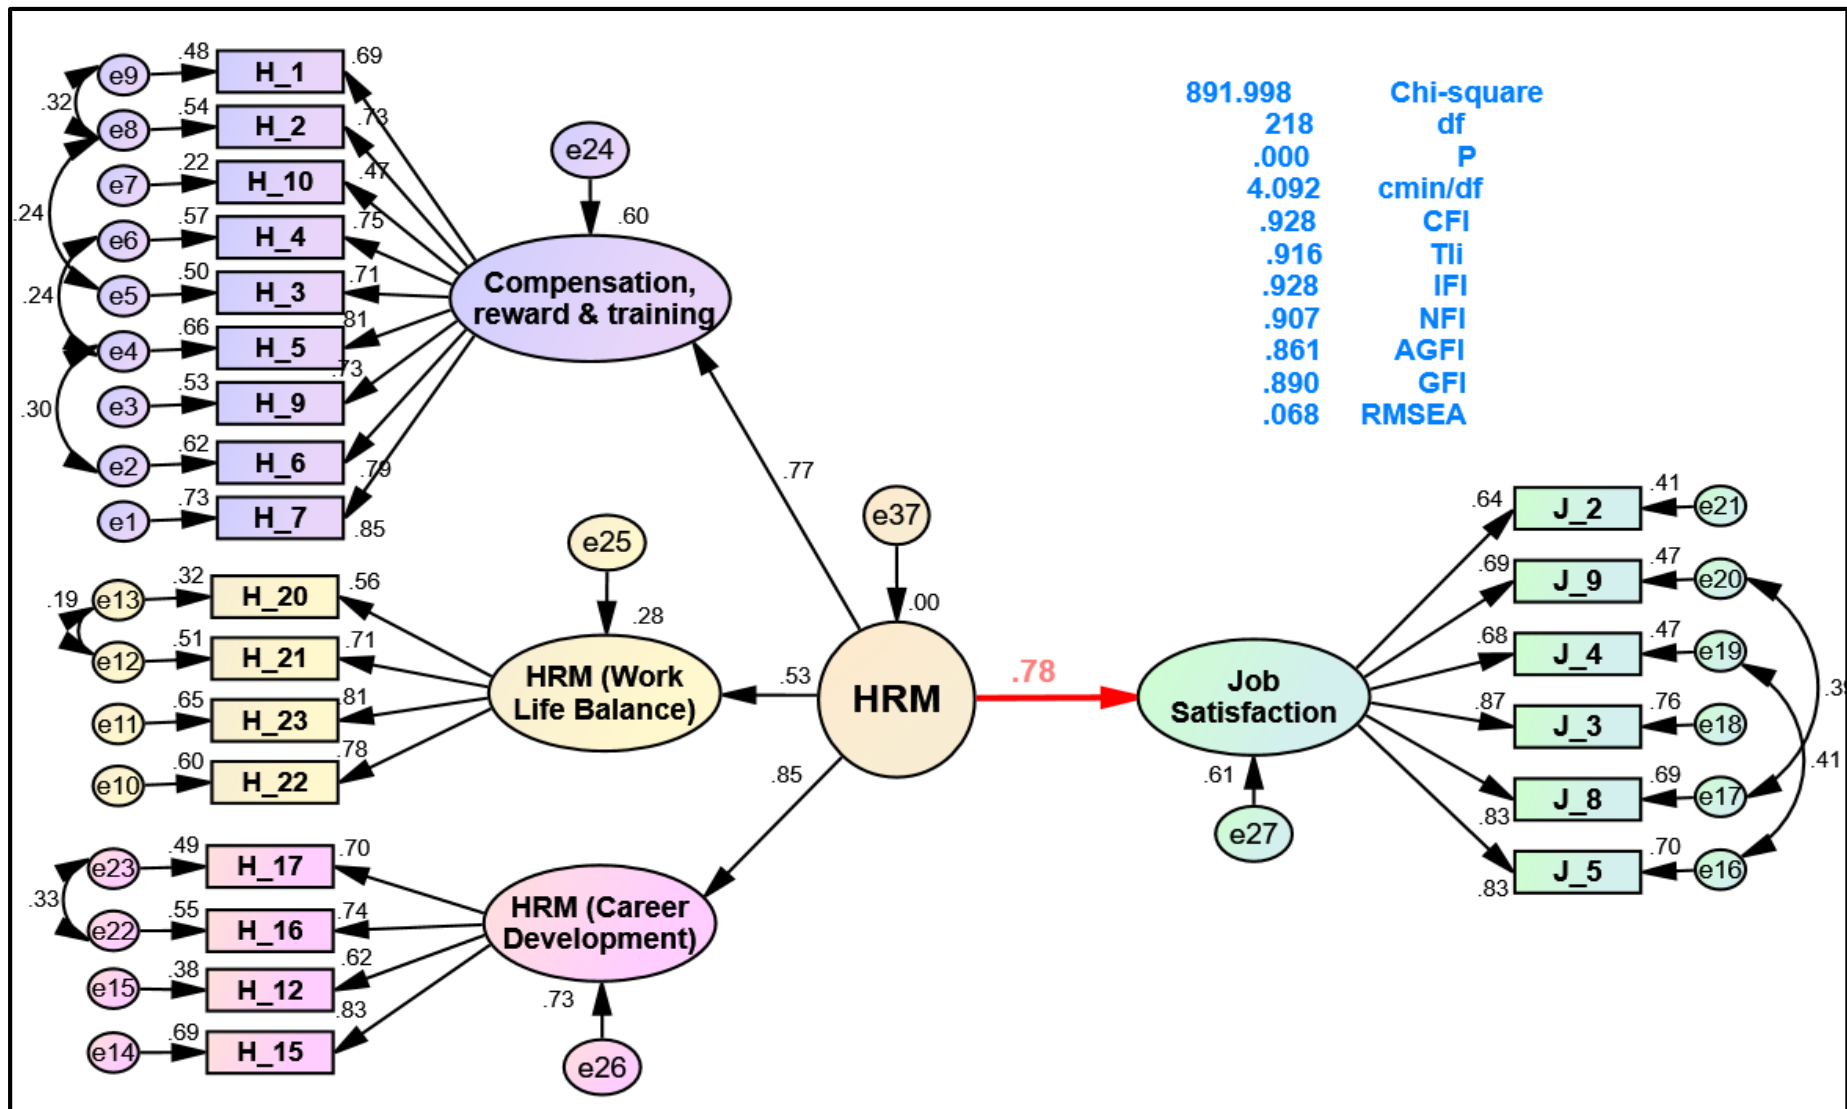 e9 .48 H_1 .69
.32
e8 .54 H_2 .73
e7 .22 H_10 .47
.24
e6 .57 H_4 .75
e5 .50 H_3 .71
.24
e4 .66 H_5 .81
e3 .53 H_9 .73
.30
e2 .62 H_6 .79
e1 .73 H_7 .85
e24
.60
Compensation,
reward & training
.77
891.998 Chi-square
218 df
.000 P
4.092 cmin/df
.928 CFI
.916 Tli
.928 IFI
.907 NFI
.861 AGFI
.890 GFI
.068 RMSEA
e13 .32 H_20 .56
.19
e12 .51 H_21 .71
e11 .65 H_23 .81
e10 .60 H_22 .78
e25
.28
HRM (Work
Life Balance)
.53
e37
.00
HRM
.78
Job
Satisfaction
.61
e27
.64 J_2 .41 e21
.69 J_9 .47 e20
.68 J_4 .47 e19
.87 J_3 .76 e18
.83 J_8 .69 e17
.83 J_5 .70 e16
.41
.85
e23 .49 H_17 .70
.33
e22 .55 H_16 .74
e15 .38 H_12 .62
e14 .69 H_15 .83
HRM (Career
Development)
.73
e26